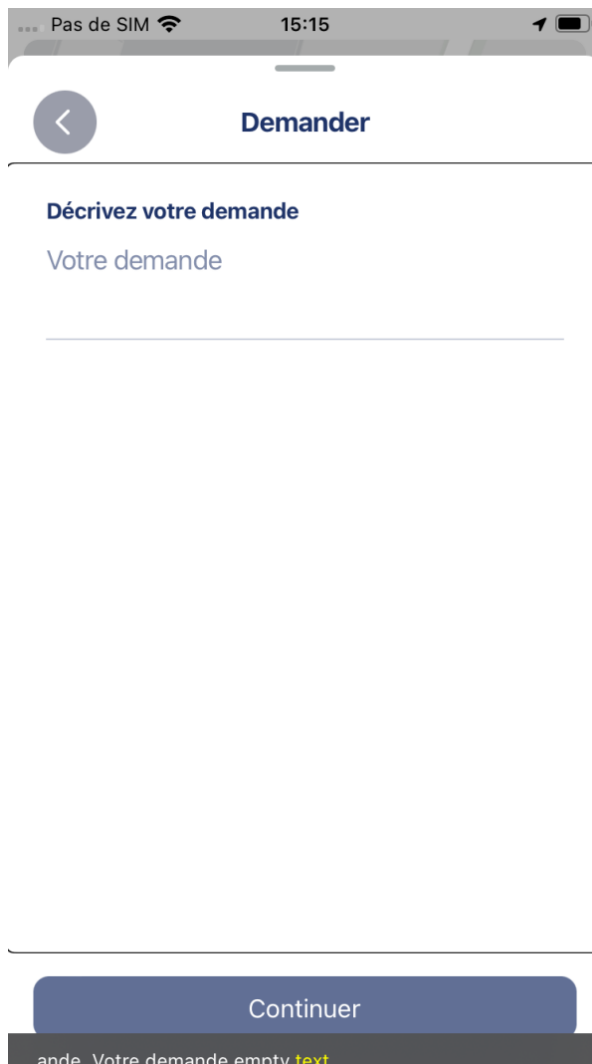 Pas de SIM 15:15
Demander
Décrivez votre demande
Votre demande
Continuer
ande, Votre demande empty text